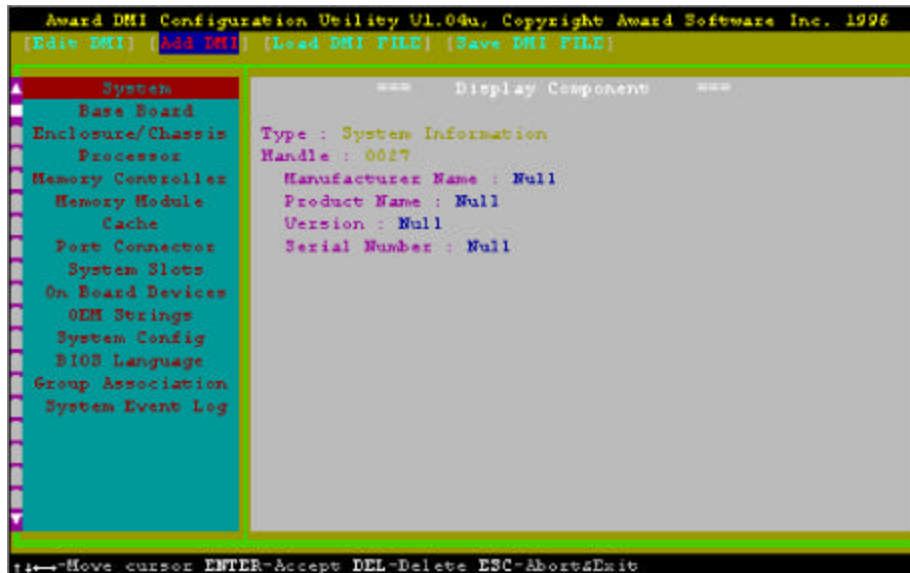 Award DMI Configuration Utility V1.04u, Copyright Award Software Inc. 1996
[Edit DMI] [Add DMI] [Load DMI FILE] [Save DMI FILE]
System
Base Board
Enclosure/Chassis
Processor
Memory Controller
Memory Module
Cache
Port Connector
System Slots
On Board Devices
OEM Strings
System Config
BIOS Language
Group Association
System Event Log
=== Display Component ===
Type : System Information
Handle : 0027
Manufacturer Name : Null
Product Name : Null
Version : Null
Serial Number : Null
↑↓←→-Move cursor ENTER-Accept DEL-Delete ESC-Abort&Exit